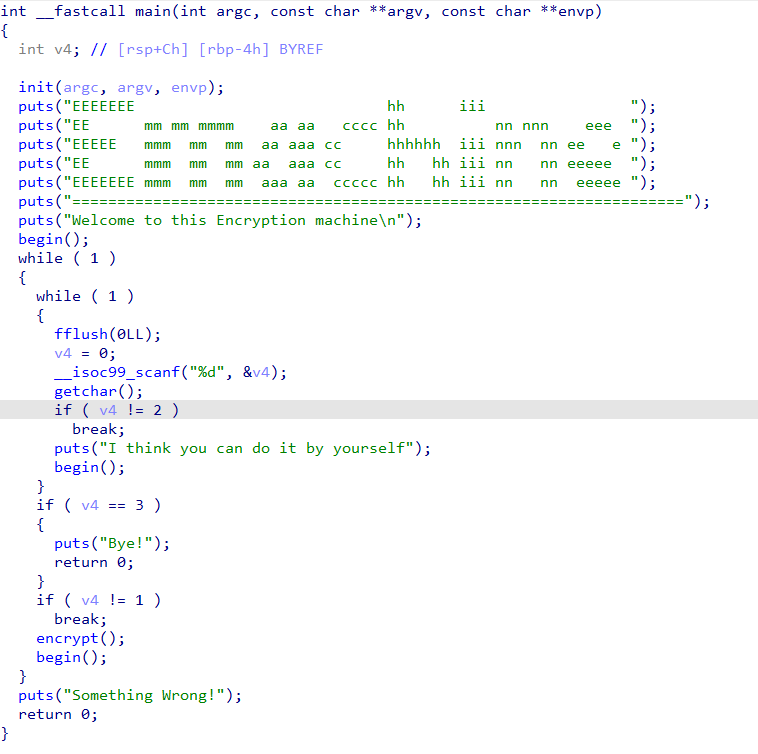 int __fastcall main(int argc, const char **argv, const char **envp)
{
  int v4; // [rsp+Ch] [rbp-4h] BYREF

  init(argc, argv, envp);
  puts("EEEEEEE                            hh      iii                 ");
  puts("EE      mm mm mmmm    aa aa   cccc hh          nn nnn    eee  ");
  puts("EEEEE   mmm  mm  mm  aa aaa cc     hhhhhh  iii nnn  nn ee   e ");
  puts("EE      mmm  mm  mm aa  aaa cc     hh   hh iii nn   nn eeeee  ");
  puts("EEEEEEE mmm  mm  mm  aaa aa  ccccc hh   hh iii nn   nn  eeeee ");
  puts("====================================================================");
  puts("Welcome to this Encryption machine\n");
  begin();
  while ( 1 )
  {
    while ( 1 )
    {
      fflush(0LL);
      v4 = 0;
      __isoc99_scanf("%d", &v4);
      getchar();
      if ( v4 != 2 )
        break;
      puts("I think you can do it by yourself");
      begin();
    }
    if ( v4 == 3 )
    {
      puts("Bye!");
      return 0;
    }
    if ( v4 != 1 )
      break;
    encrypt();
    begin();
  }
  puts("Something Wrong!");
  return 0;
}